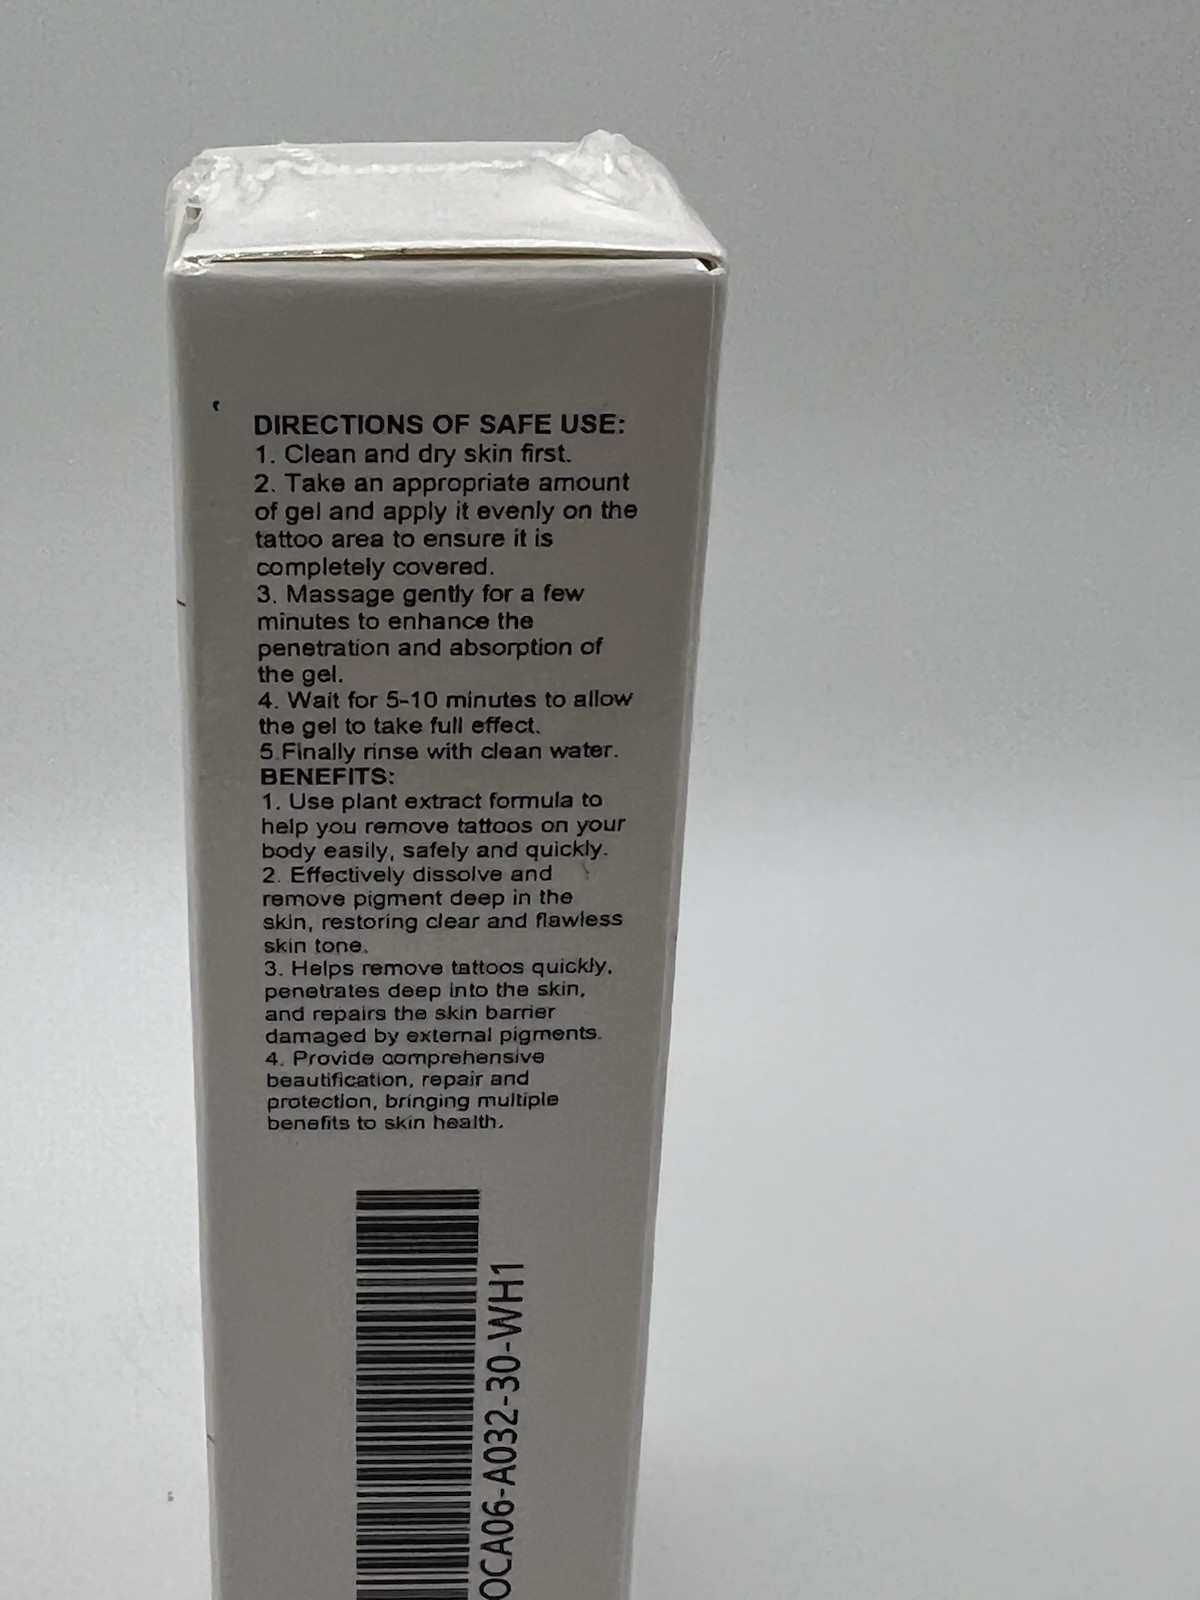 DIRECTIONS OF SAFE USE:
1. Clean and dry skin first.
2. Take an appropriate amount
of gel and apply it evenly on the
tattoo area to ensure it is
completely covered.
3. Massage gently for a few
minutes to enhance the
penetration and absorption of
the gel.
4. Wait for 5-10 minutes to allow
the gel to take full effect.
5.Finally rinse with clean water.
BENEFITS:
1. Use plant extract formula to
help you remove tattoos on your
body easily, safely and quickly.
2. Effectively dissolve and
remove pigment deep in the
skin, restoring clear and flawless
skin tone.
3. Helps remove tattoos quickly,
penetrates deep into the skin,
and repairs the skin barrier
damaged by external pigments.
4. Provide comprehensive
beautification, repair and
protection, bringing multiple
benefits to skin health.
OCA06-A032-30-WH1